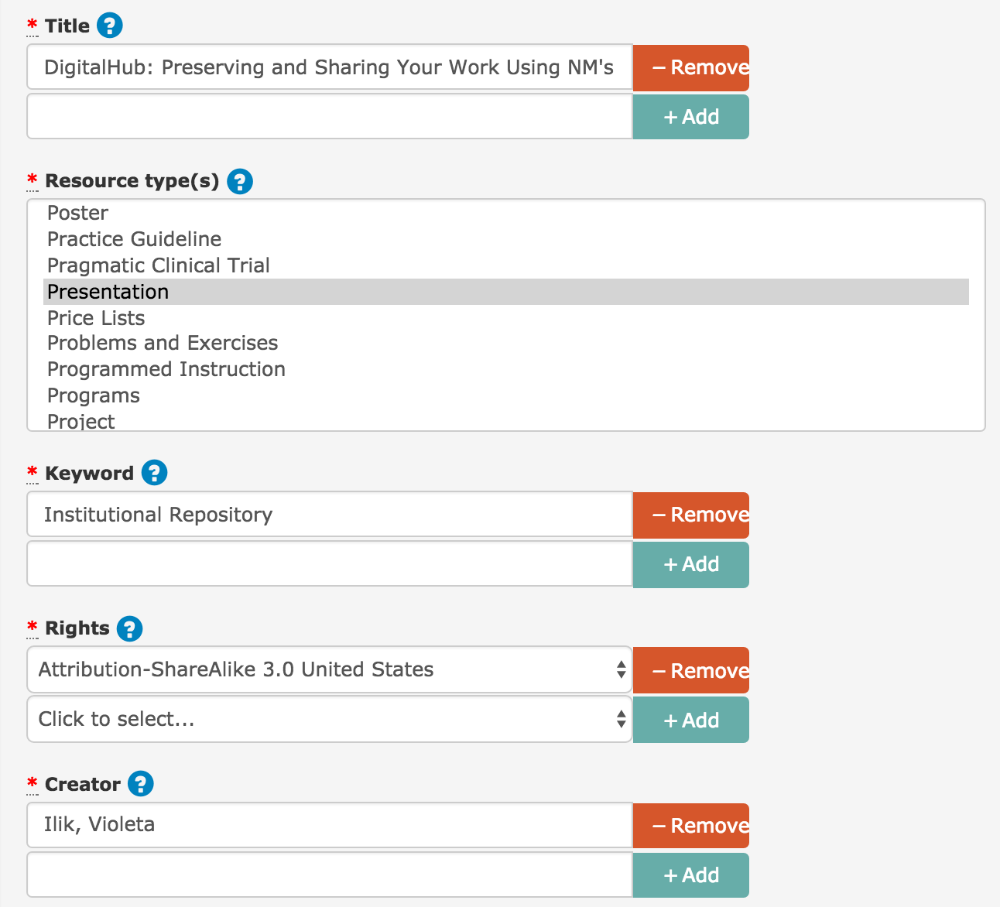 * Title ?
DigitalHub: Preserving and Sharing Your Work Using NM's
– Remove
+ Add
* Resource type(s) ?
Poster
Practice Guideline
Pragmatic Clinical Trial
Presentation
Price Lists
Problems and Exercises
Programmed Instruction
Programs
Project
* Keyword ?
Institutional Repository
– Remove
+ Add
* Rights ?
Attribution-ShareAlike 3.0 United States
– Remove
Click to select...
+ Add
* Creator ?
Ilik, Violeta
– Remove
+ Add